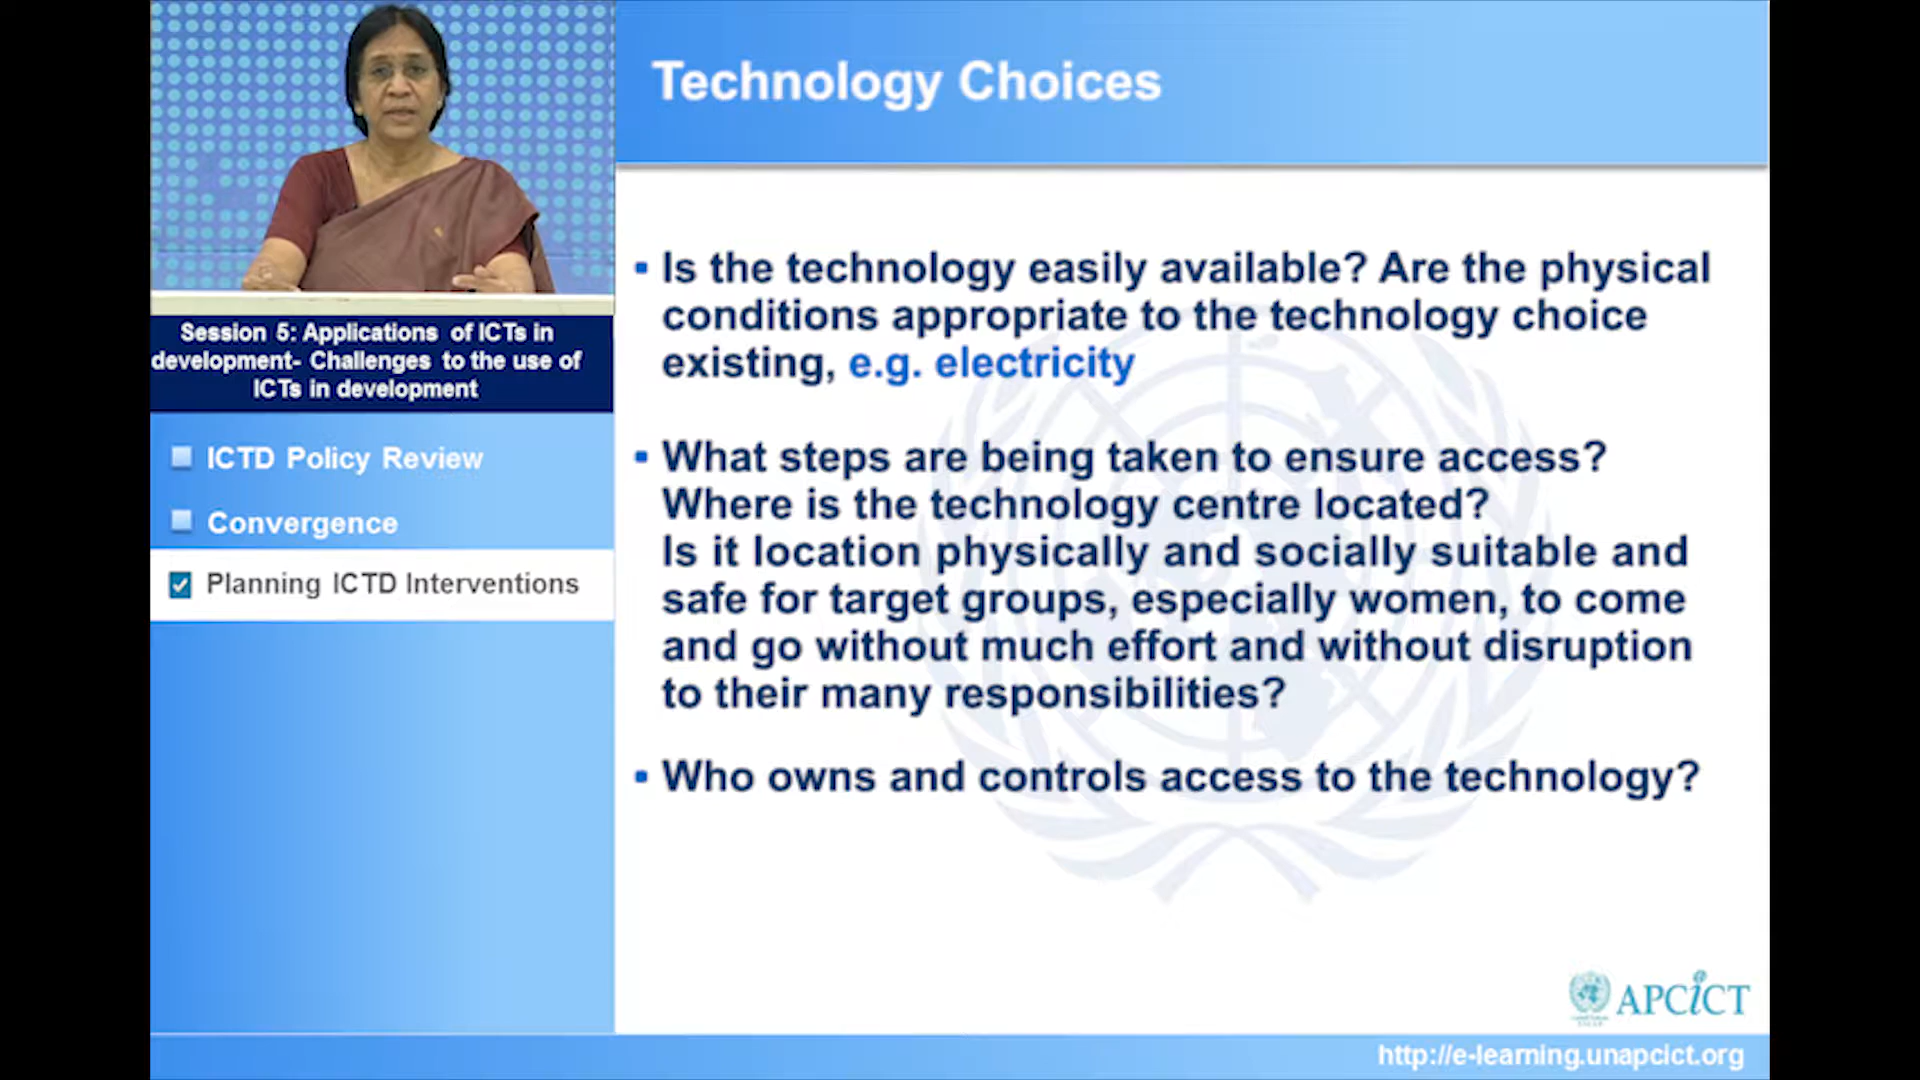 Technology Choices
Session 5: Applications of ICTs in
development- Challenges to the use of
ICTs in development
ICTD Policy Review
Convergence
Planning ICTD Interventions
▪ Is the technology easily available? Are the physical
conditions appropriate to the technology choice
existing, e.g. electricity
▪ What steps are being taken to ensure access?
Where is the technology centre located?
Is it location physically and socially suitable and
safe for target groups, especially women, to come
and go without much effort and without disruption
to their many responsibilities?
▪ Who owns and controls access to the technology?
APCICT
http://e-learning.unapcict.org